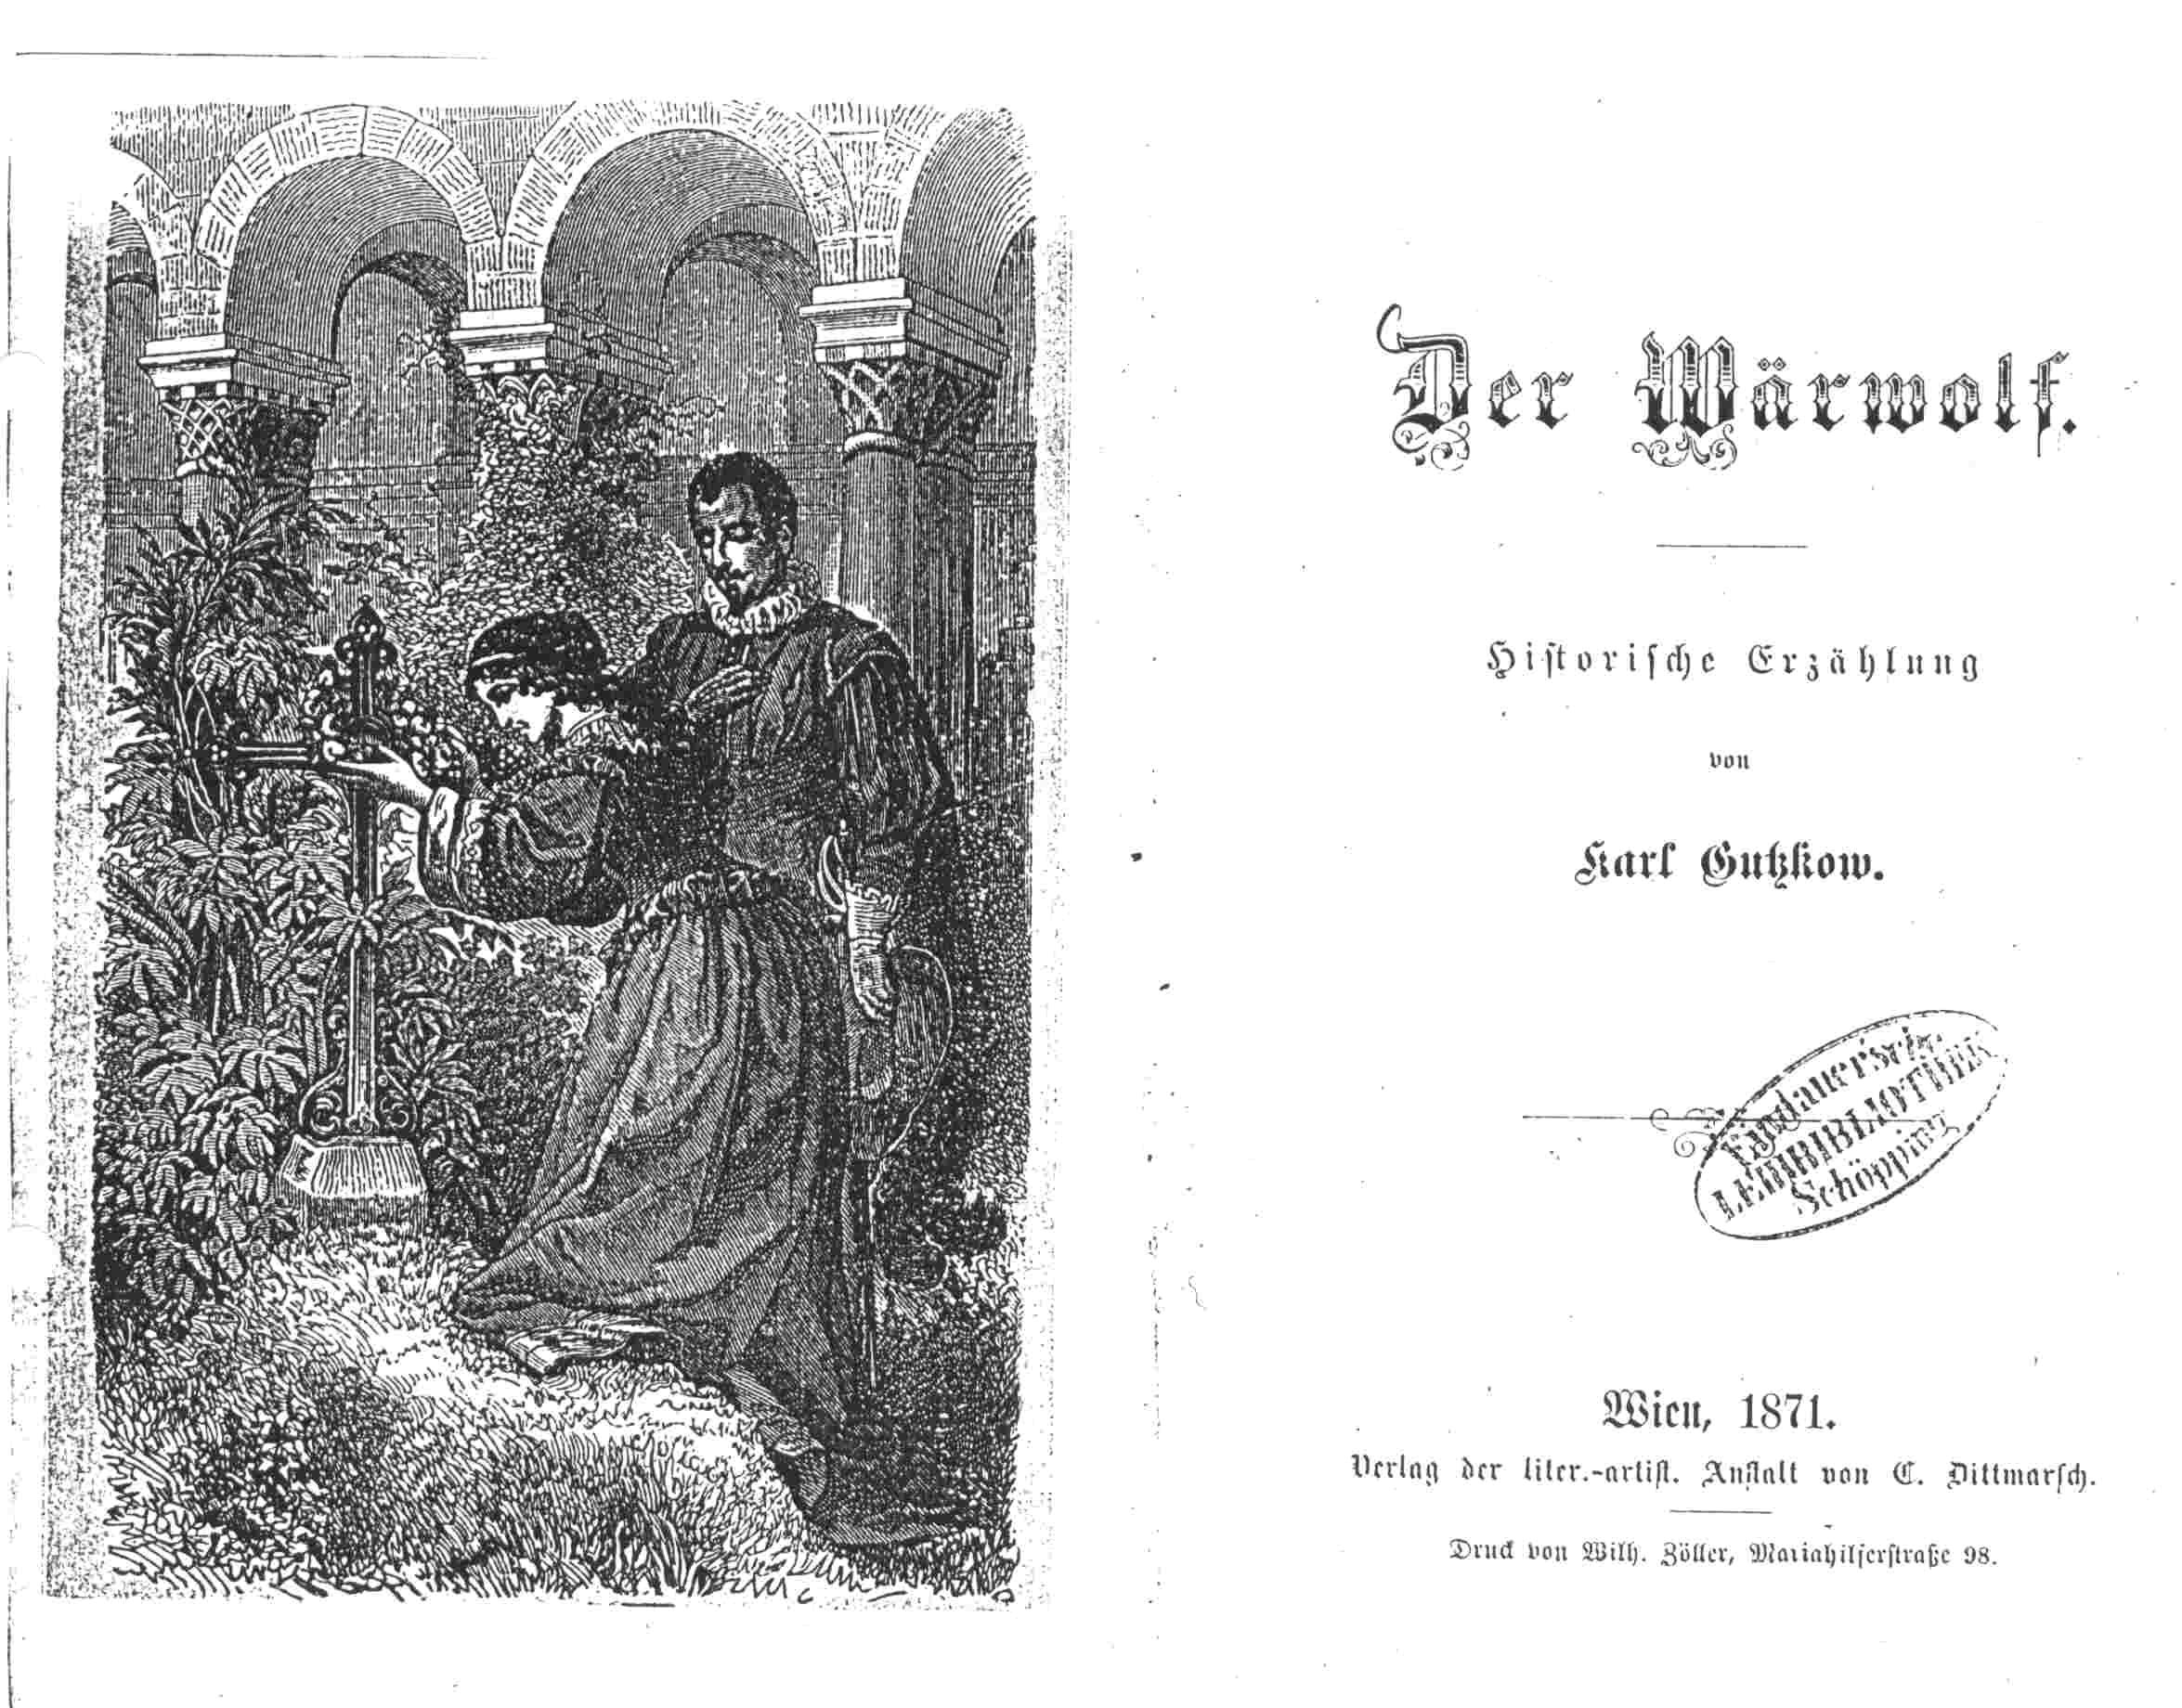 Der Wärwolf.
Historische Erzählung
von
Karl Gutzkow.
LEIHBIBLIOTHEK
Schöpping
Wien, 1871.
Verlag der liter.-artist. Anstalt von C. Dittmarsch.
Druck von Wilh. Zöller, Mariahilferstraße 98.